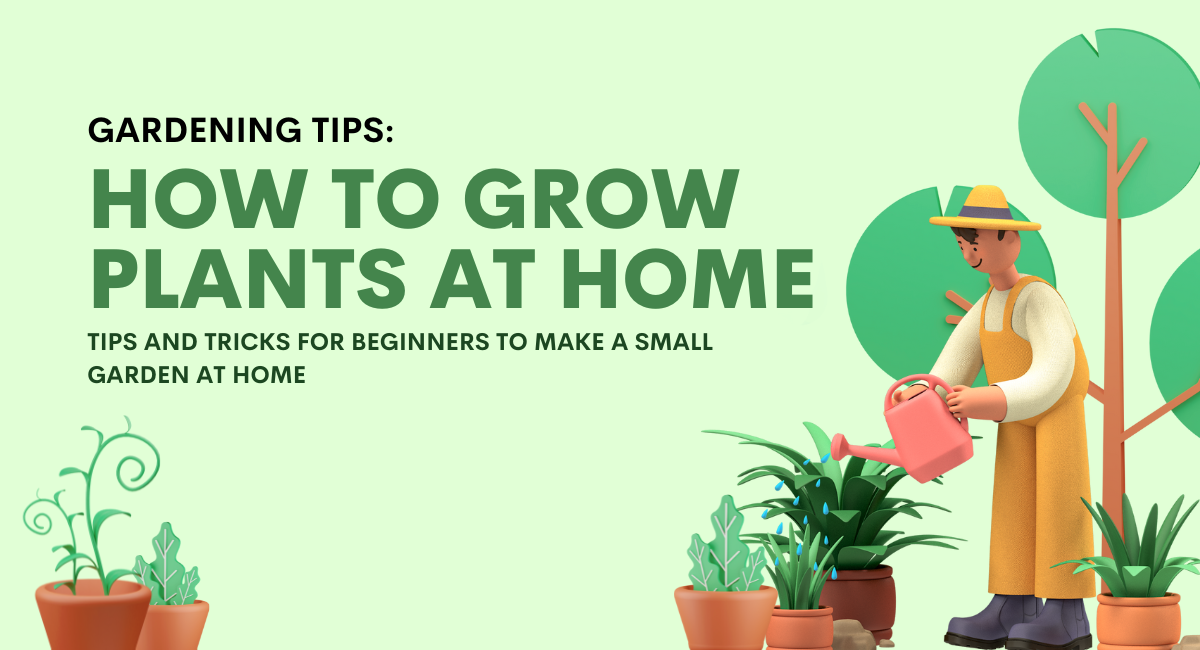 GARDENING TIPS:
HOW TO GROW
PLANTS AT HOME
TIPS AND TRICKS FOR BEGINNERS TO MAKE A SMALL
GARDEN AT HOME